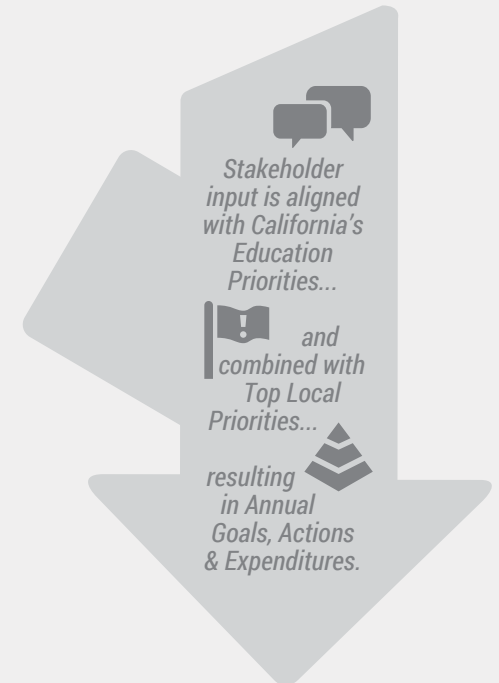 Stakeholder
input is aligned
with California's
Education
Priorities...
and
combined with
Top Local
Priorities...
resulting
in Annual
Goals, Actions
& Expenditures.